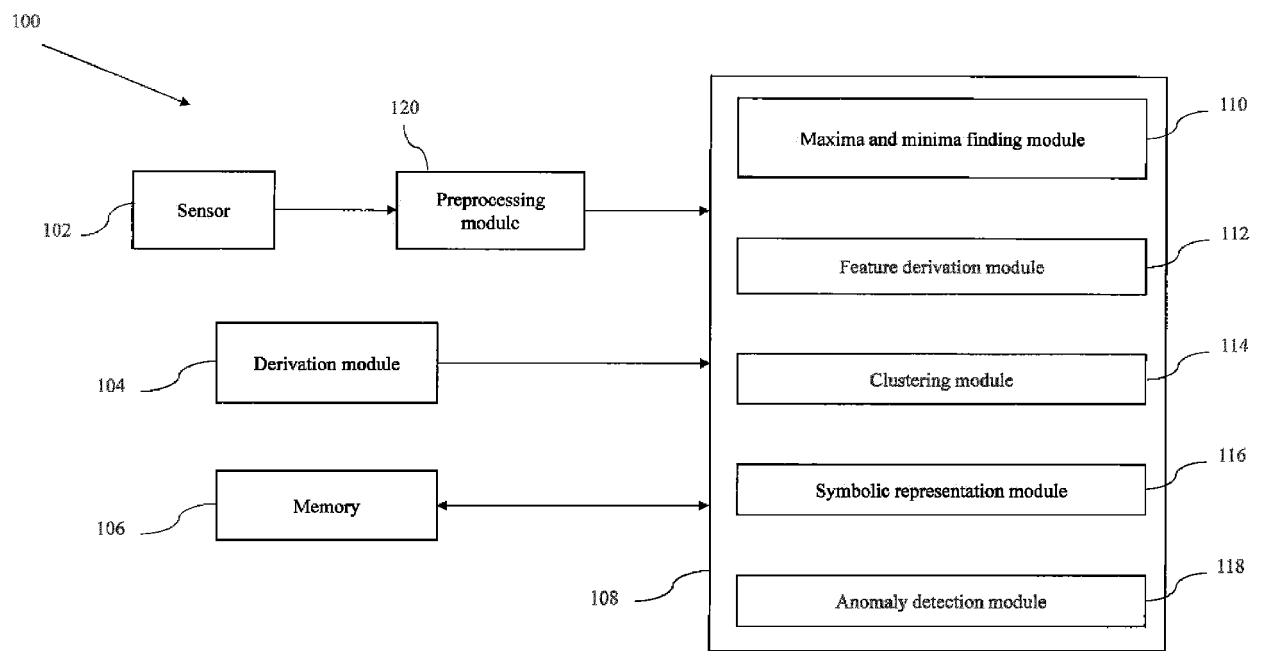 100
120
110
Maxima and minima finding module
Sensor
Preprocessing
module
102
112
Feature derivation module
Derivation module
104
114
Clustering module
116
Symbolic representation module
Memory
106
118
108
Anomaly detection module